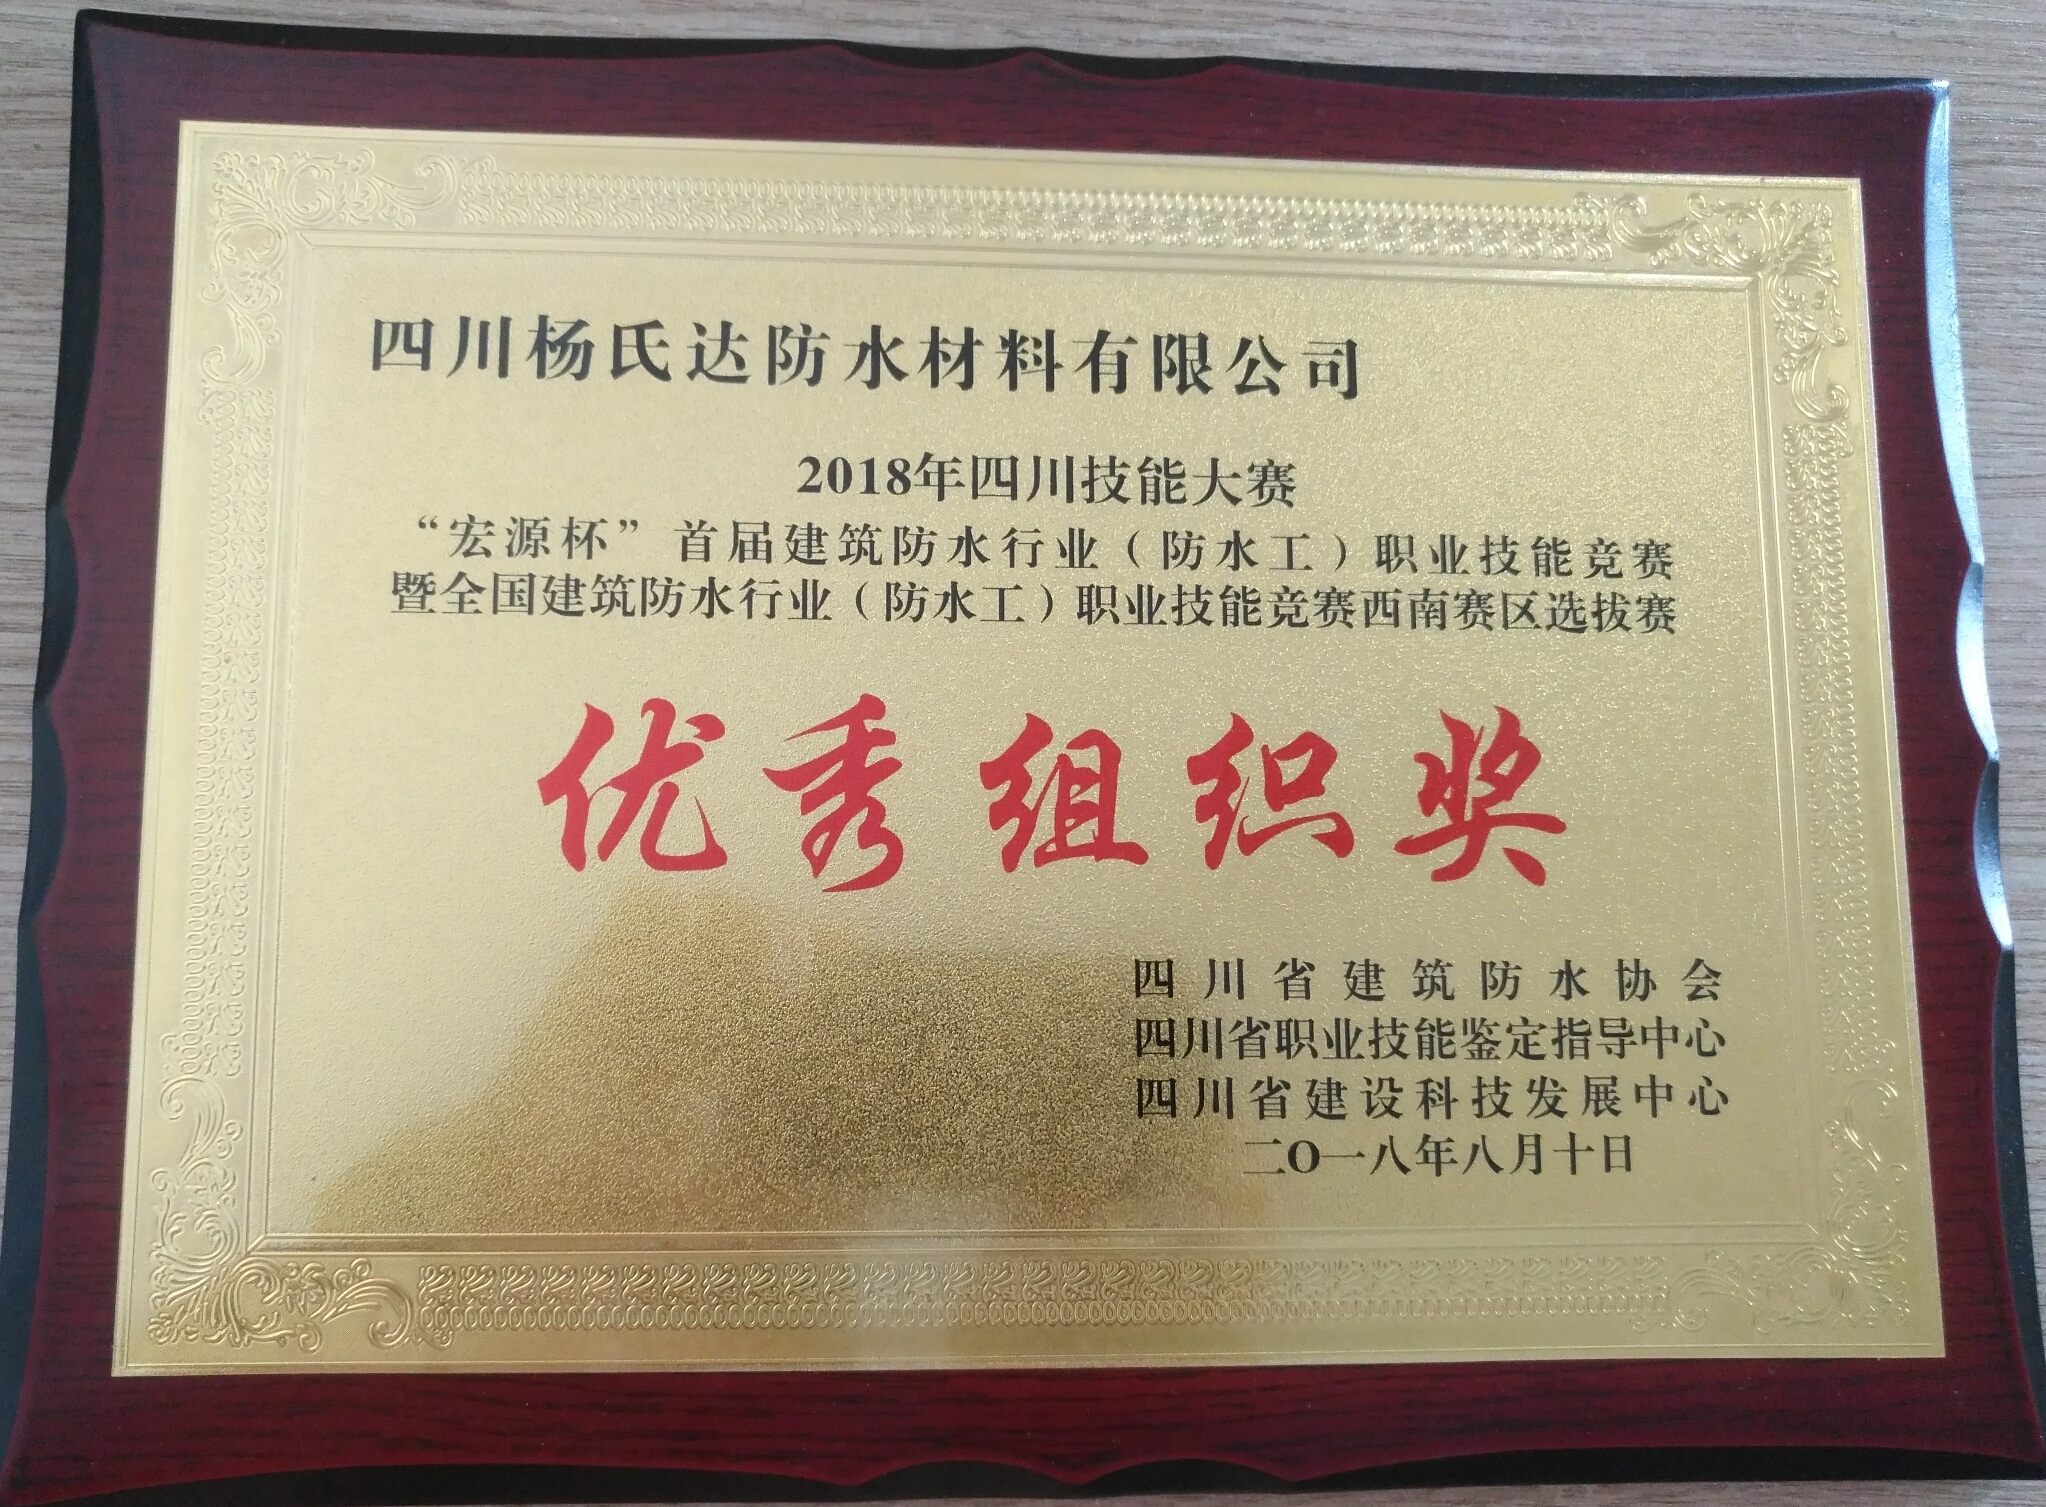 四川杨氏达防水材料有限公司
2018年四川技能大赛
“宏源杯”首届建筑防水行业（防水工）职业技能竞赛
暨全国建筑防水行业（防水工）职业技能竞赛西南赛区选拔赛
优秀组织奖
四川省建筑防水协会
四川省职业技能鉴定指导中心
四川省建设科技发展中心
二O一八年八月十日